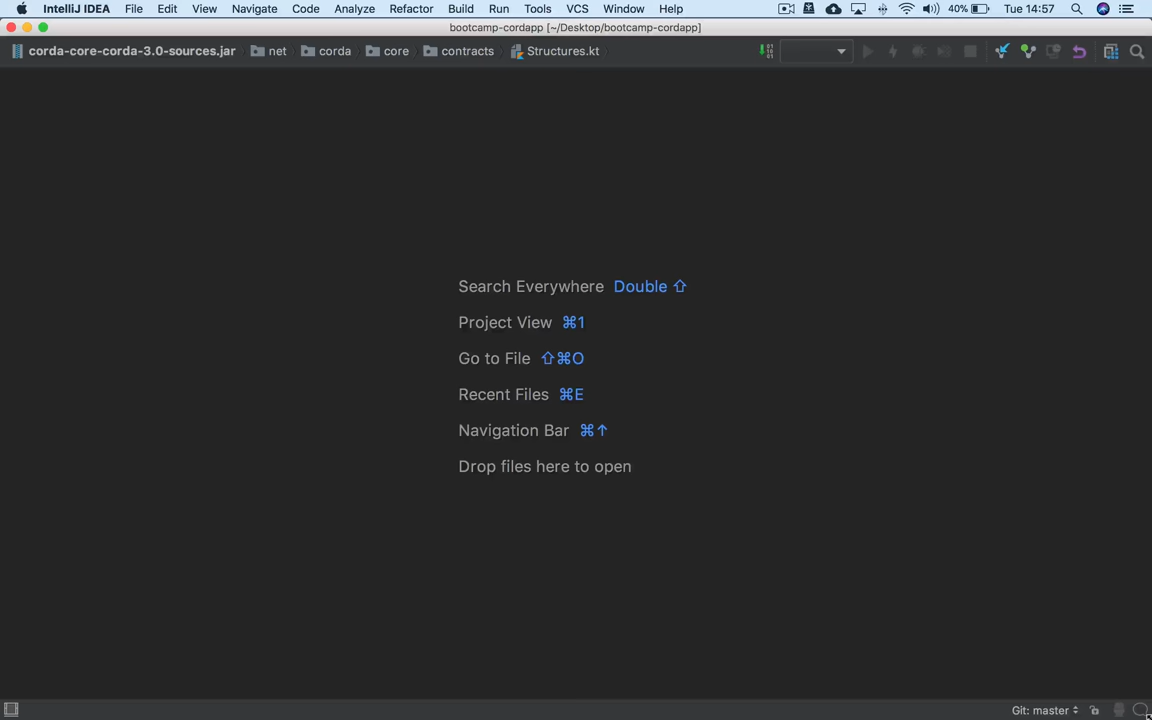 IntelliJ IDEA File Edit View Navigate Code Analyze Refactor Build Run Tools VCS Window Help 40% Tue 14:57
bootcamp-cordapp [~/Desktop/bootcamp-cordapp]
corda-core-corda-3.0-sources.jar net corda core contracts Structures.kt
Search Everywhere Double ⇧
Project View ⌘1
Go to File ⇧⌘O
Recent Files ⌘E
Navigation Bar ⌘↑
Drop files here to open
Git: master